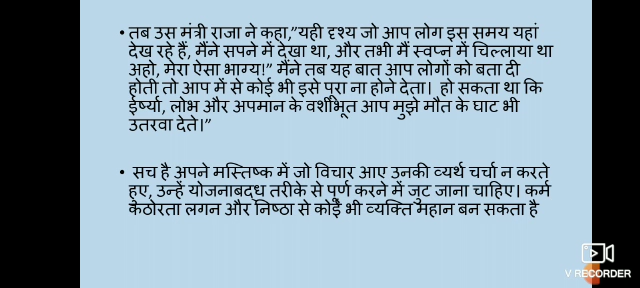 • तब उस मंत्री राजा ने कहा,"यही दृश्य जो आप लोग इस समय यहां
देख रहे हैं, मैंने सपने में देखा था, और तभी मैं स्वप्न में चिल्लाया था
अहो, मेरा ऐसा भाग्य!" मैंने तब यह बात आप लोगों को बता दी
होती तो आप में से कोई भी इसे पूरा ना होने देता। हो सकता था कि
ईर्ष्या, लोभ और अपमान के वशीभूत आप मुझे मौत के घाट भी
उतरवा देते।"
• सच है अपने मस्तिष्क में जो विचार आए उनकी व्यर्थ चर्चा न करते
हुए, उन्हें योजनाबद्ध तरीके से पूर्ण करने में जुट जाना चाहिए। कर्म
कठोरता लगन और निष्ठा से कोई भी व्यक्ति महान बन सकता है
V RECORDER